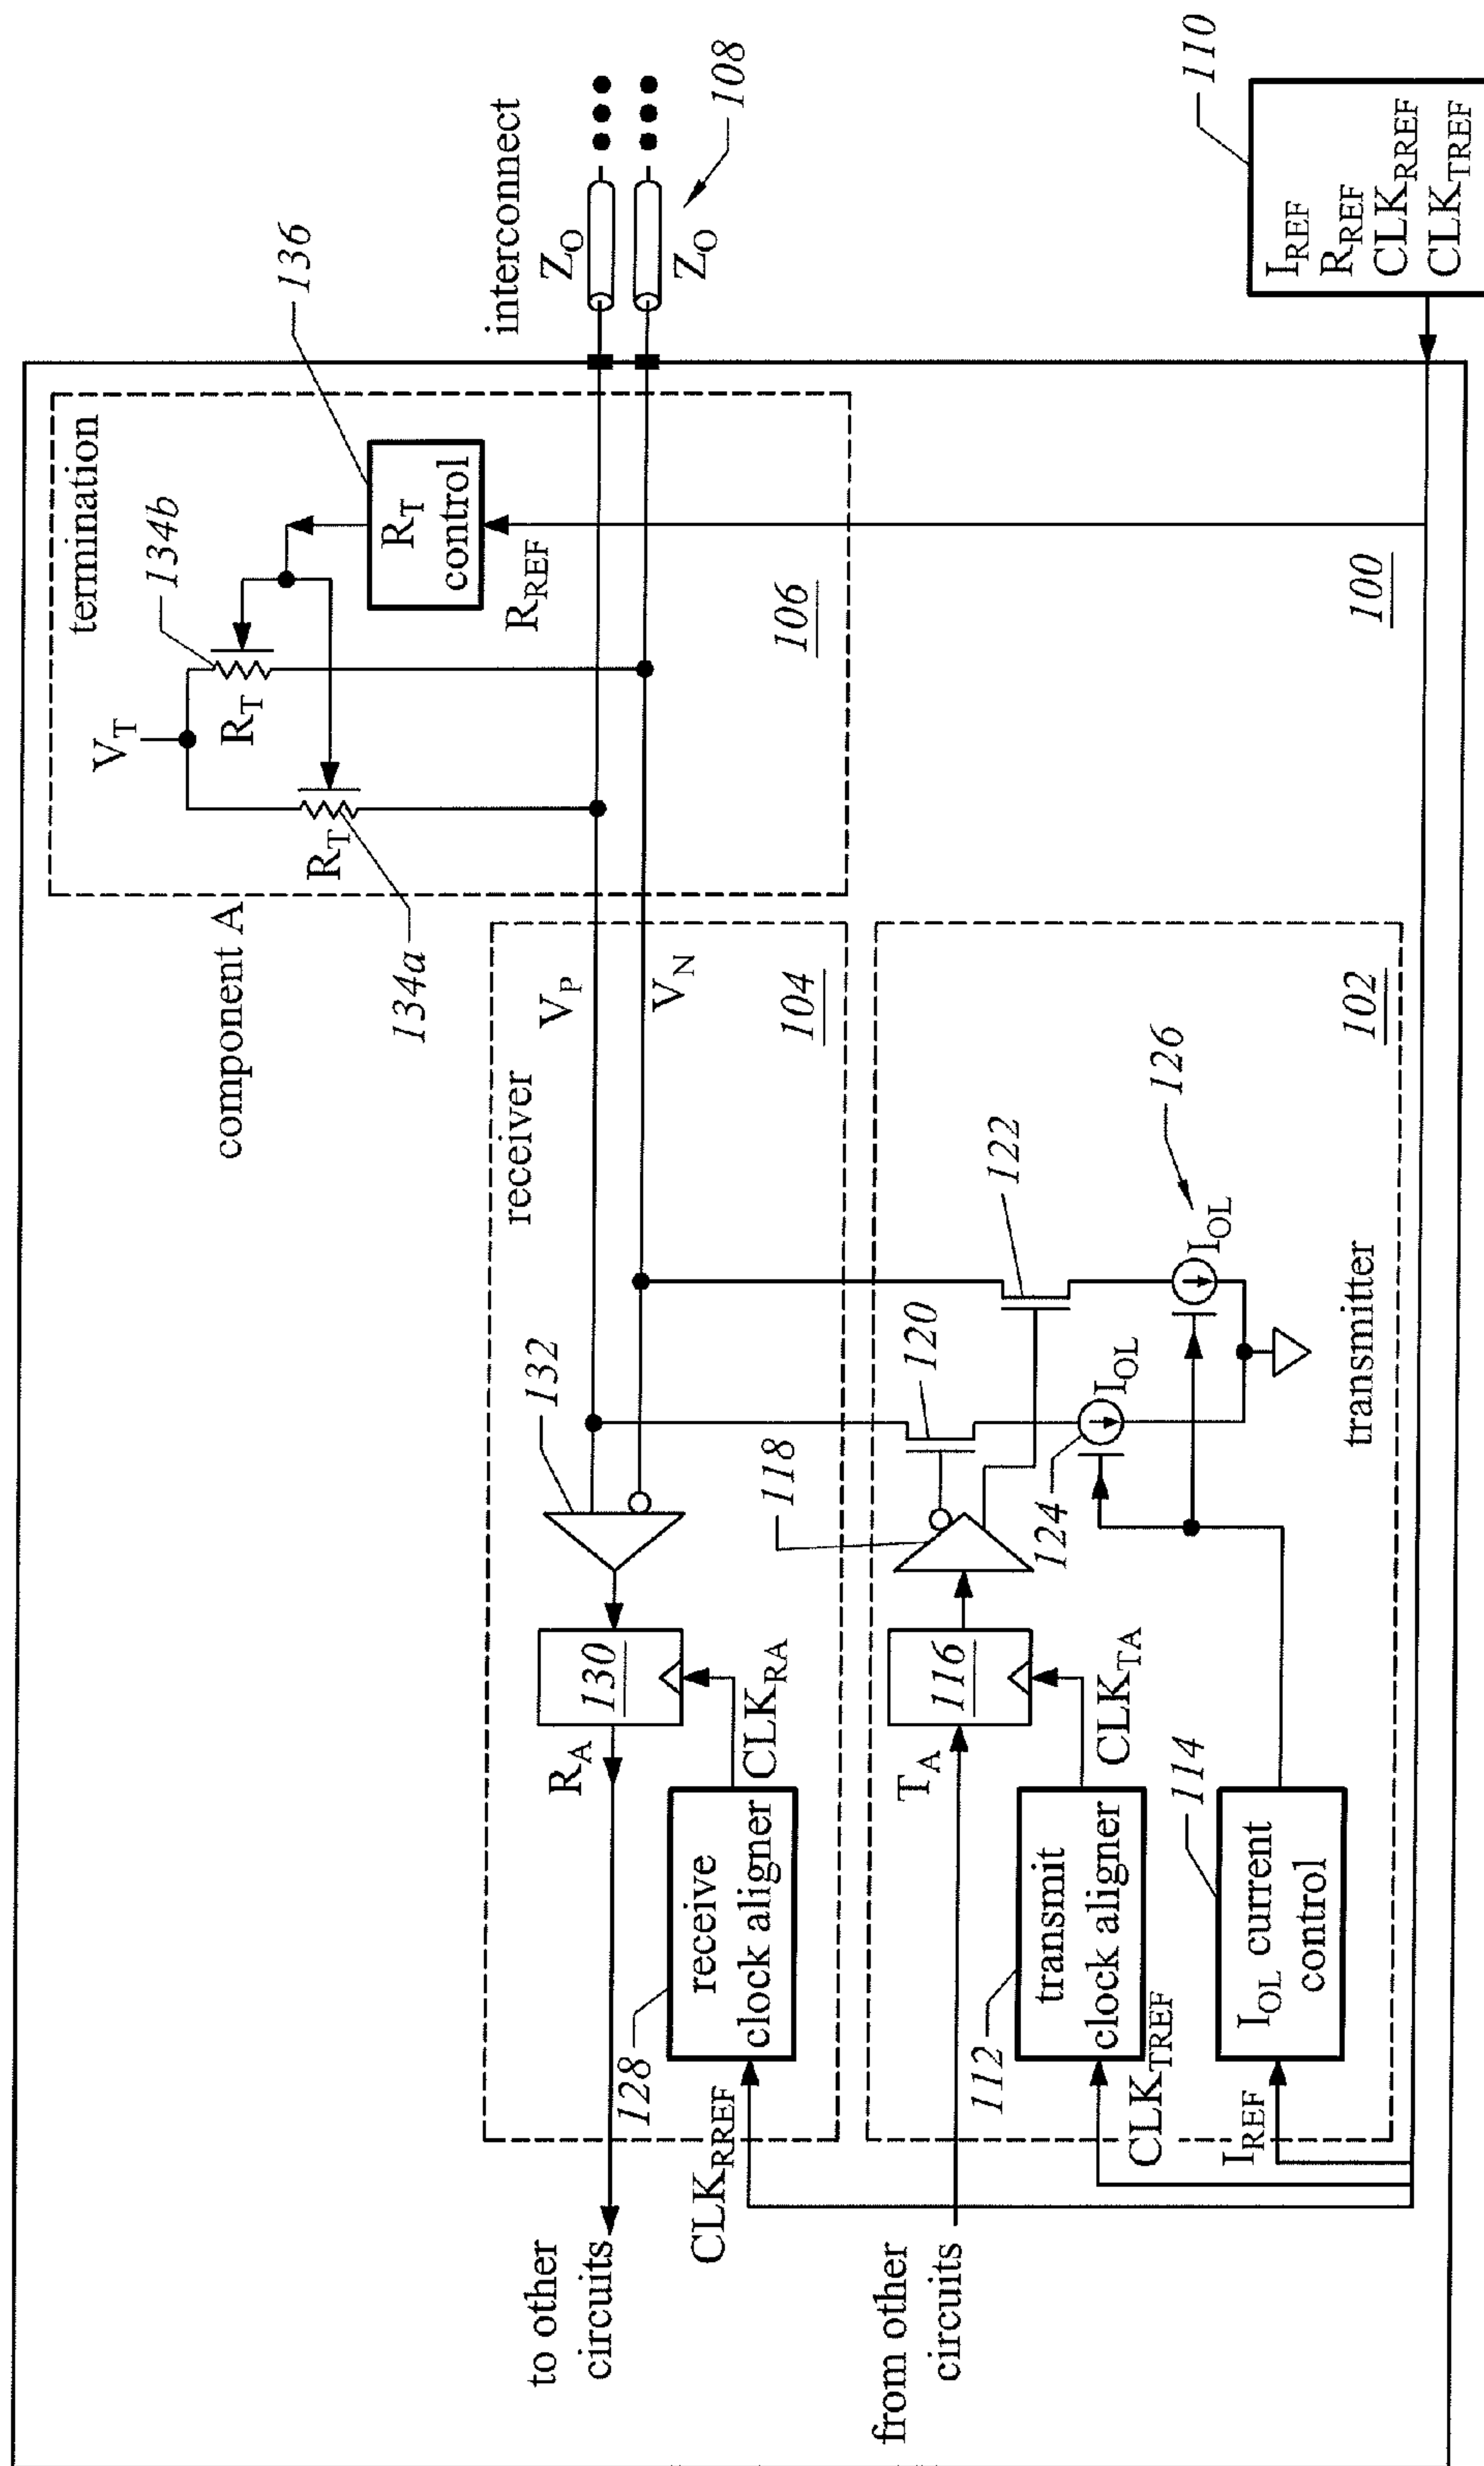 component A
termination
V_T
R_T
R_T
134a
134b
136
R_T
control
R_REF
106
interconnect
Z_O
Z_O
108
receiver
V_P
V_N
132
130
R_A
CLK_RA
receive
clock aligner
128
CLK_RREF
104
to other
circuits
from other
circuits
T_A
116
118
120
122
CLK_TA
transmit
clock aligner
112
CLK_TREF
124
I_OL
I_OL
126
114
I_OL current
control
I_REF
transmitter
102
100
110
I_REF
R_REF
CLK_RREF
CLK_TREF